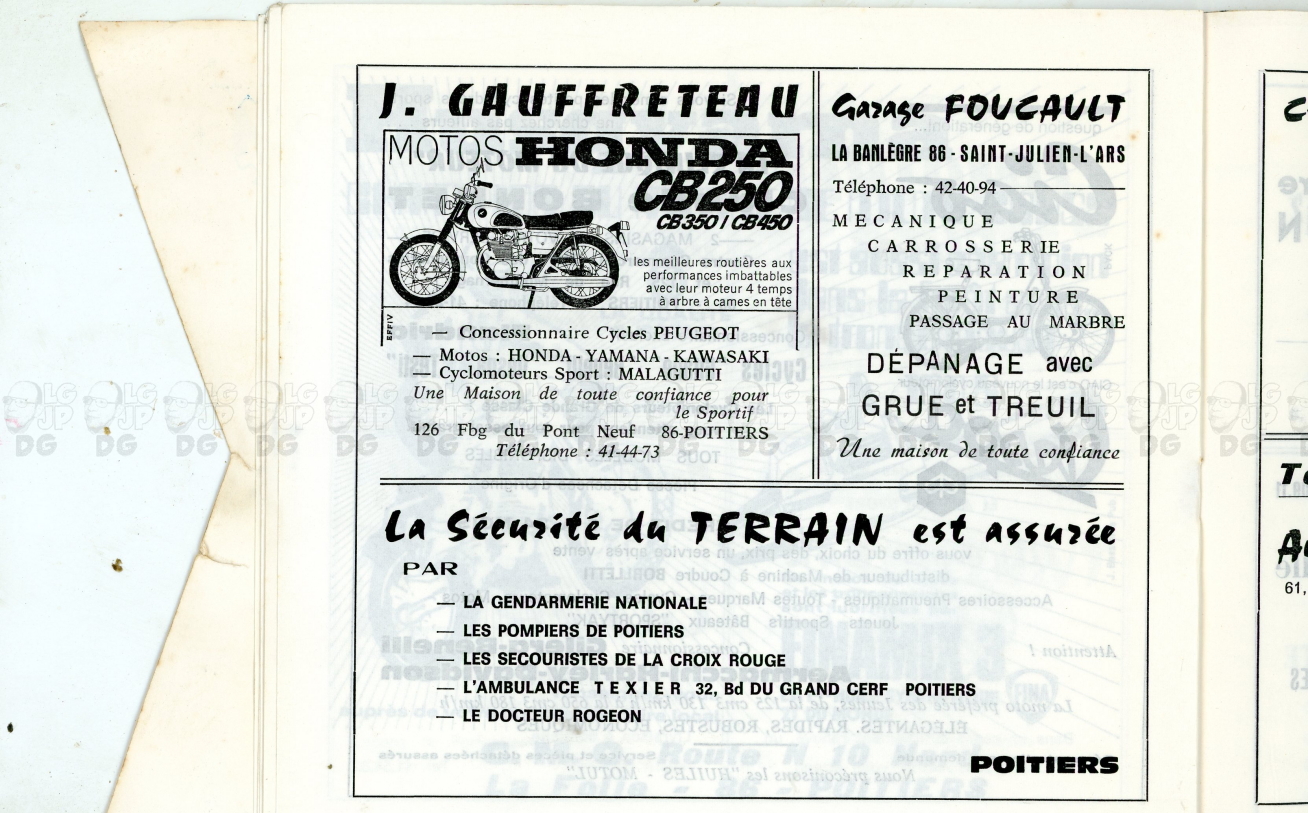 J. GAUFFRETEAU
MOTOS HONDA
CB250
CB350 / CB450
les meilleures routières aux
performances imbattables
avec leur moteur 4 temps
à arbre à cames en tête
EFFIV
— Concessionnaire Cycles PEUGEOT
— Motos : HONDA - YAMANA - KAWASAKI
— Cyclomoteurs Sport : MALAGUTTI
Une Maison de toute confiance pour
le Sportif
126 Fbg du Pont Neuf 86-POITIERS
Téléphone : 41-44-73
Garage FOUCAULT
LA BANLÈGRE 86 - SAINT-JULIEN-L'ARS
Téléphone : 42-40-94
MECANIQUE
CARROSSERIE
REPARATION
PEINTURE
PASSAGE AU MARBRE
DÉPANAGE avec
GRUE et TREUIL
Une maison de toute confiance
La Sécurité du TERRAIN est assurée
PAR
— LA GENDARMERIE NATIONALE
— LES POMPIERS DE POITIERS
— LES SECOURISTES DE LA CROIX ROUGE
— L'AMBULANCE TEXIER 32, Bd DU GRAND CERF POITIERS
— LE DOCTEUR ROGEON
POITIERS
61,